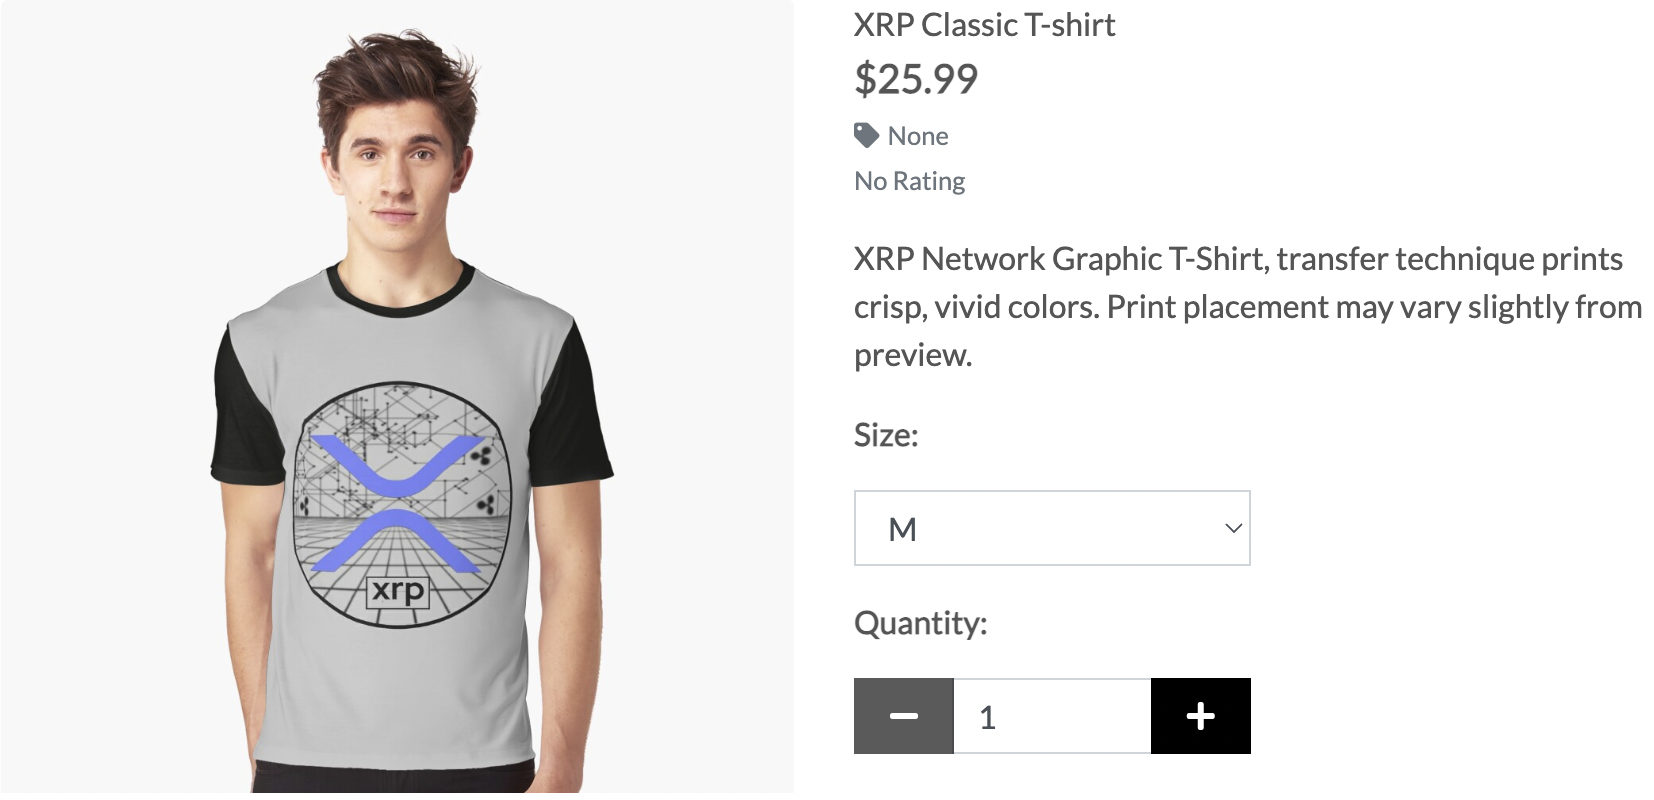 XRP Classic T-shirt
$25.99
None
No Rating
XRP Network Graphic T-Shirt, transfer technique prints
crisp, vivid colors. Print placement may vary slightly from
preview.
Size:
M
Quantity:
1
xrp